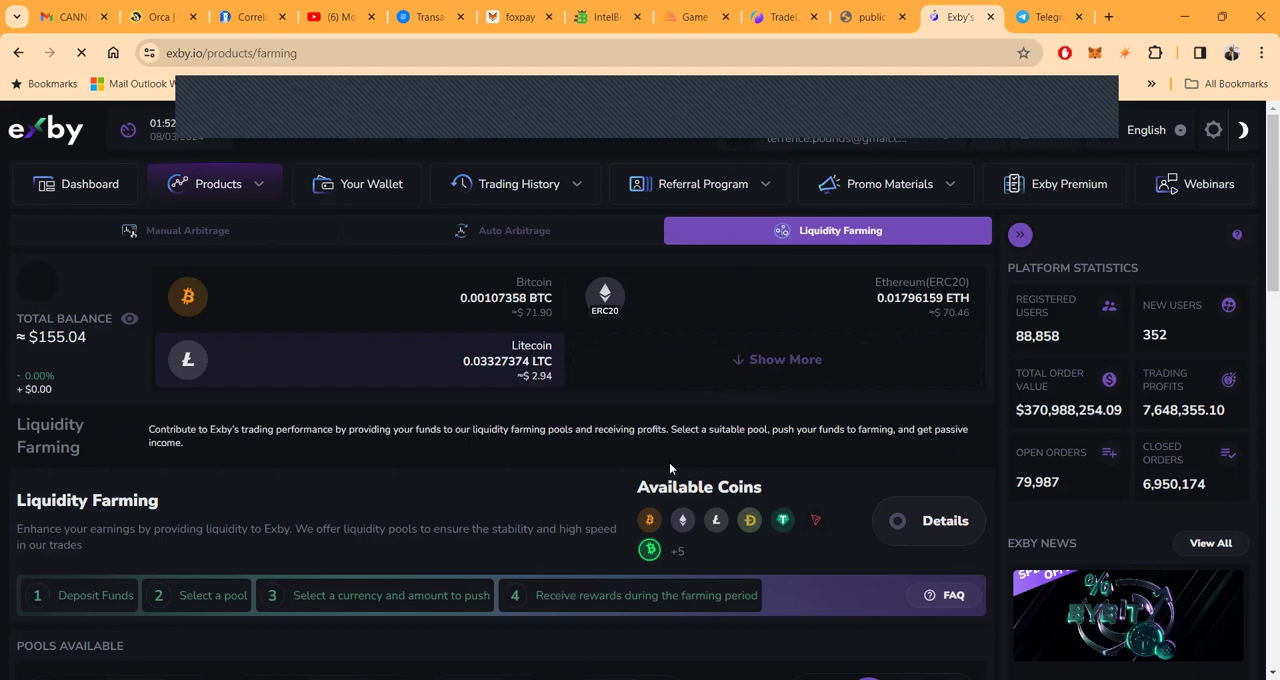 CANN
Orca |
Correl
(6) Mo
Transa
foxpay
IntelB
Game
TradeL
public
Exby's
Telegr
exby.io/products/farming
Bookmarks
Mail Outlook
All Bookmarks
exby
01:52
English
Dashboard
Products
Your Wallet
Trading History
Referral Program
Promo Materials
Exby Premium
Webinars
Manual Arbitrage
Auto Arbitrage
Liquidity Farming
TOTAL BALANCE
≈ $155.04
- 0.00%
+ $0.00
Bitcoin
0.00107358 BTC
≈$ 71.90
ERC20
Ethereum(ERC20)
0.01796159 ETH
≈$ 70.46
Litecoin
0.03327374 LTC
≈$ 2.94
Show More
Liquidity
Farming
Contribute to Exby's trading performance by providing your funds to our liquidity farming pools and receiving profits. Select a suitable pool, push your funds to farming, and get passive
income.
Liquidity Farming
Enhance your earnings by providing liquidity to Exby. We offer liquidity pools to ensure the stability and high speed
in our trades
Available Coins
+5
Details
1 Deposit Funds
2 Select a pool
3 Select a currency and amount to push
4 Receive rewards during the farming period
FAQ
POOLS AVAILABLE
PLATFORM STATISTICS
REGISTERED
USERS
88,858
NEW USERS
352
TOTAL ORDER
VALUE
$370,988,254.09
TRADING
PROFITS
7,648,355.10
OPEN ORDERS
79,987
CLOSED
ORDERS
6,950,174
EXBY NEWS
View All
BYBIT